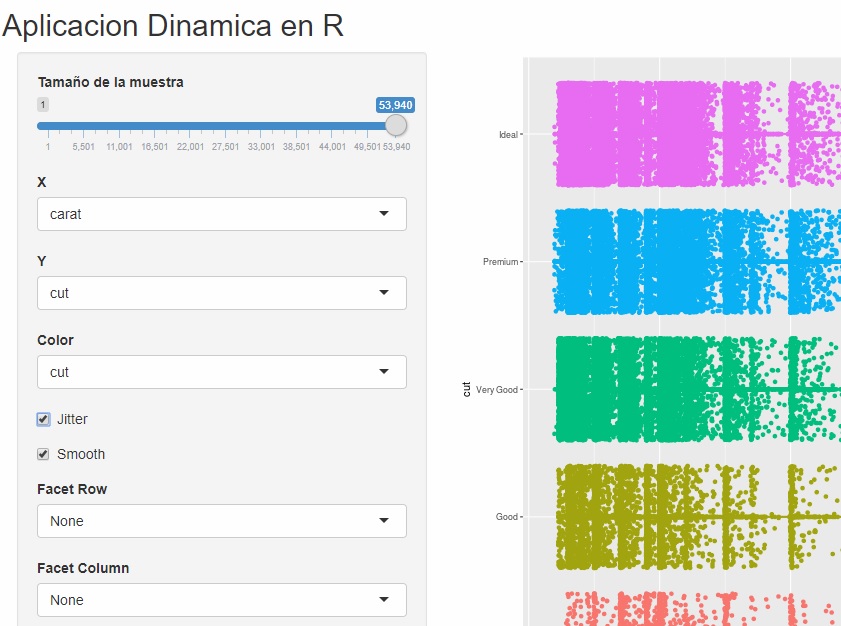 Aplicacion Dinamica en R
Tamaño de la muestra
1
53,940
1 5,501 11,001 16,501 22,001 27,501 33,001 38,501 44,001 49,501 53,940
X
carat
Y
cut
Color
cut
Jitter
Smooth
Facet Row
None
Facet Column
None
Ideal
Premium
cut
Very Good
Good